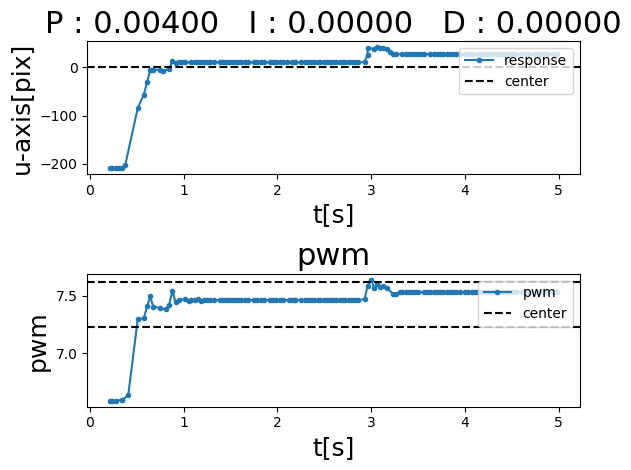 P : 0.00400 I : 0.00000 D : 0.00000
u-axis[pix]
0
−100
−200
response
center
0 1 2 3 4 5
t[s]
pwm
pwm
7.5
7.0
pwm
center
0 1 2 3 4 5
t[s]